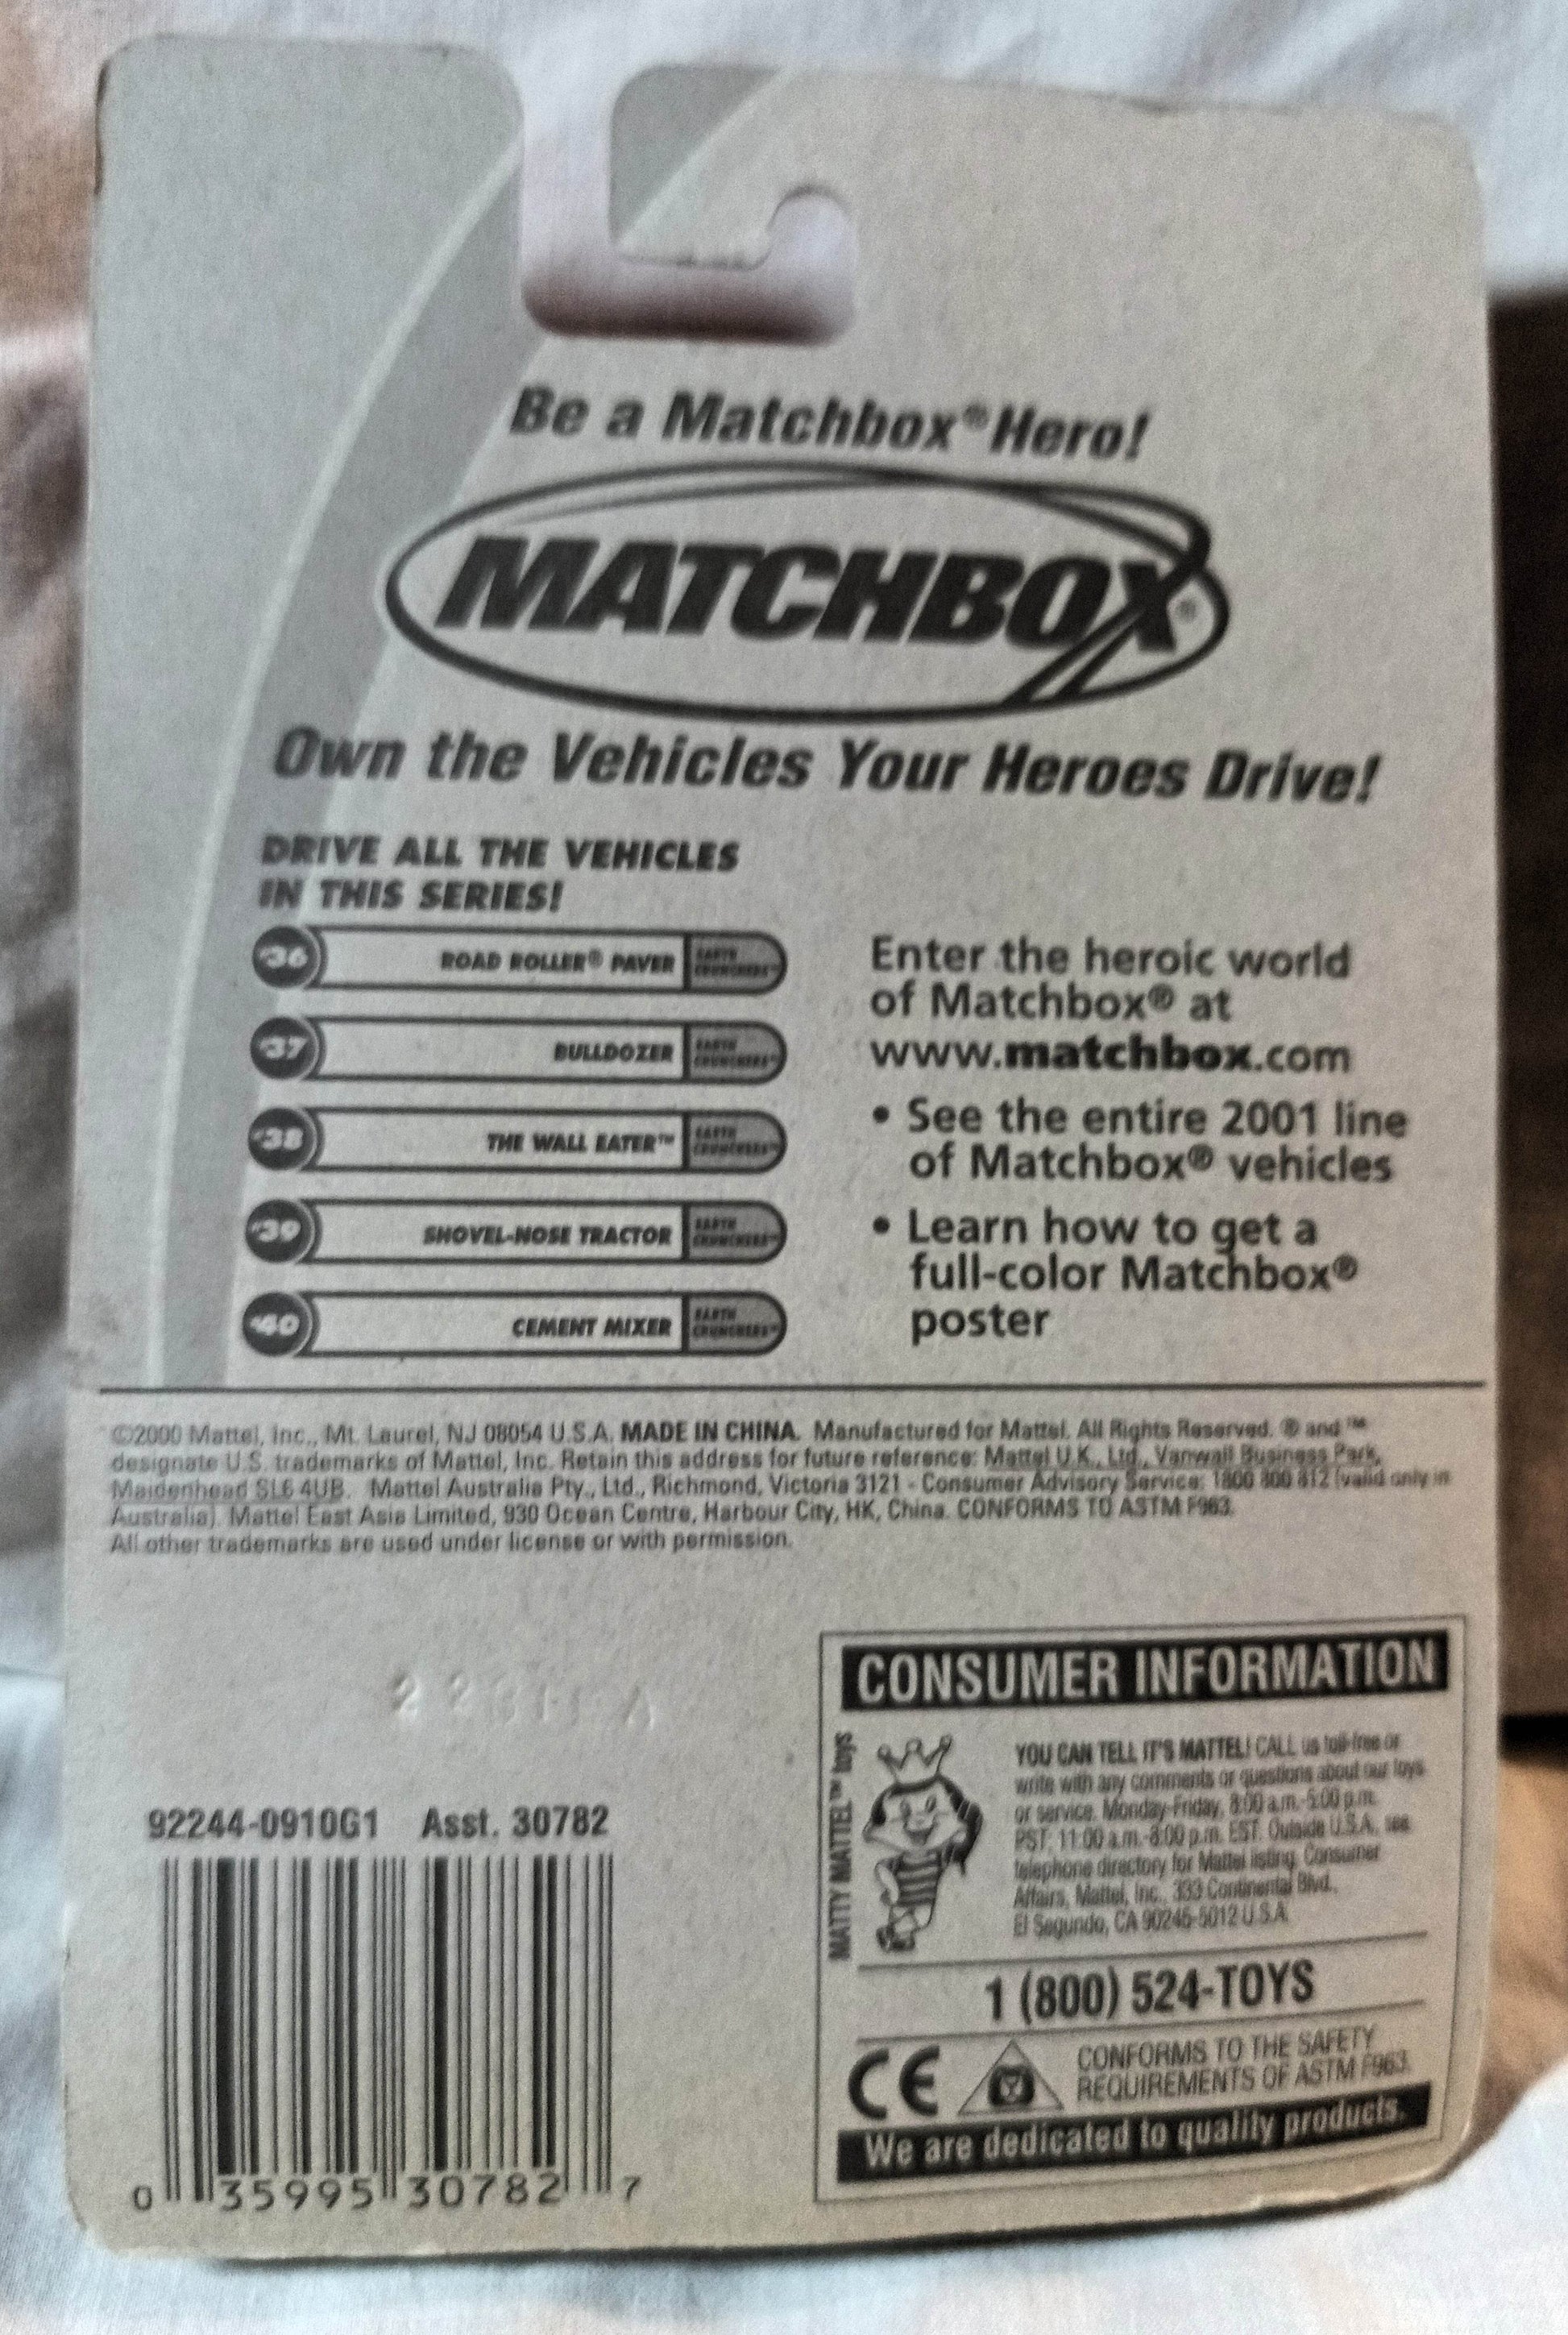 Be a Matchbox® Hero!
MATCHBOX®
Own the Vehicles Your Heroes Drive!
DRIVE ALL THE VEHICLES
IN THIS SERIES!
#36 ROAD ROLLER® PAVER EARTH CRUNCHERS™
#37 BULLDOZER EARTH CRUNCHERS™
#38 THE WALL EATER™ EARTH CRUNCHERS™
#39 SHOVEL-NOSE TRACTOR EARTH CRUNCHERS™
#40 CEMENT MIXER EARTH CRUNCHERS™
Enter the heroic world
of Matchbox® at
www.matchbox.com
• See the entire 2001 line
of Matchbox® vehicles
• Learn how to get a
full-color Matchbox®
poster
©2000 Mattel, Inc., Mt. Laurel, NJ 08054 U.S.A. MADE IN CHINA. Manufactured for Mattel. All Rights Reserved. ® and ™
designate U.S. trademarks of Mattel, Inc. Retain this address for future reference: Mattel U.K., Ltd., Vanwall Business Park,
Maidenhead SL6 4UB. Mattel Australia Pty., Ltd., Richmond, Victoria 3121 - Consumer Advisory Service: 1800 800 812 (valid only in
Australia). Mattel East Asia Limited, 930 Ocean Centre, Harbour City, HK, China. CONFORMS TO ASTM F963.
All other trademarks are used under license or with permission.
92244-0910G1 Asst. 30782
0 35995 30782 7
CONSUMER INFORMATION
MATTY MATTEL™ toys
YOU CAN TELL IT'S MATTEL! CALL us toll-free or
write with any comments or questions about our toys
or service. Monday-Friday, 8:00 a.m.-5:00 p.m.
PST; 11:00 a.m.-8:00 p.m. EST. Outside U.S.A., see
telephone directory for Mattel listing. Consumer
Affairs, Mattel, Inc., 333 Continental Blvd.,
El Segundo, CA 90245-5012 U.S.A.
1 (800) 524-TOYS
CE
CONFORMS TO THE SAFETY
REQUIREMENTS OF ASTM F963.
We are dedicated to quality products.